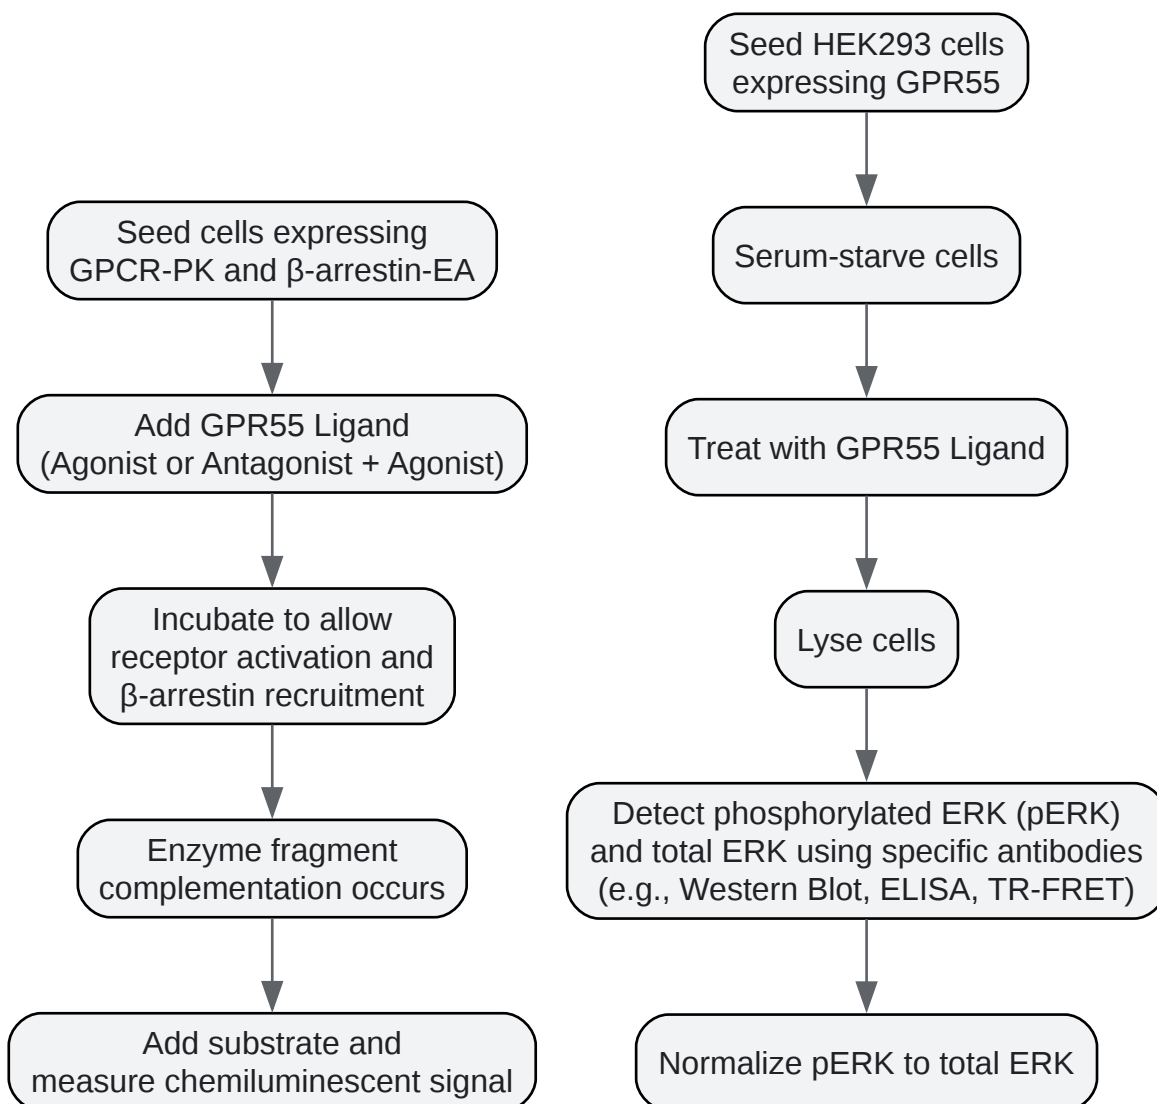 Seed cells expressing
GPCR-PK and β-arrestin-EA
Add GPR55 Ligand
(Agonist or Antagonist + Agonist)
Incubate to allow
receptor activation and
β-arrestin recruitment
Enzyme fragment
complementation occurs
Add substrate and
measure chemiluminescent signal
Seed HEK293 cells
expressing GPR55
Serum-starve cells
Treat with GPR55 Ligand
Lyse cells
Detect phosphorylated ERK (pERK)
and total ERK using specific antibodies
(e.g., Western Blot, ELISA, TR-FRET)
Normalize pERK to total ERK